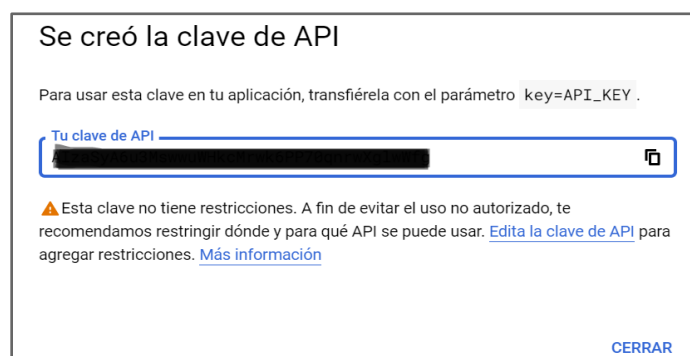 Se creó la clave de API
Para usar esta clave en tu aplicación, transfiérela con el parámetro key=API_KEY.
Tu clave de API
Esta clave no tiene restricciones. A fin de evitar el uso no autorizado, te
recomendamos restringir dónde y para qué API se puede usar. Edita la clave de API para
agregar restricciones. Más información
CERRAR